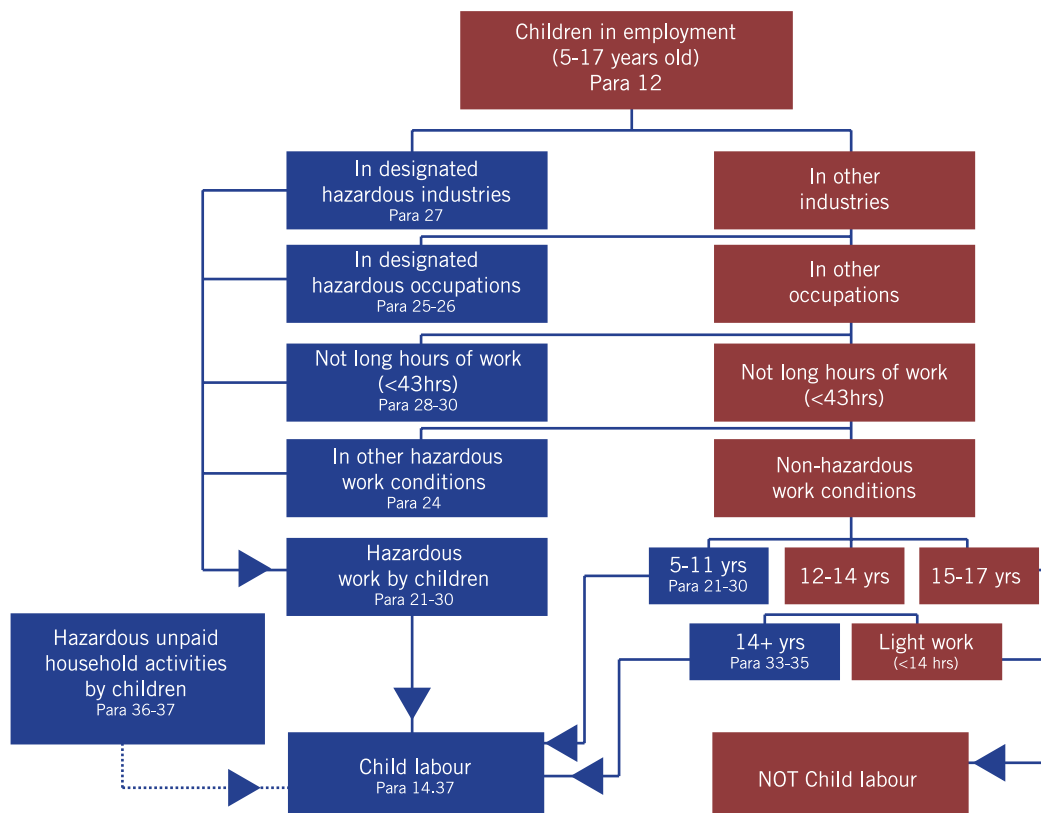 Children in employment
(5-17 years old)
Para 12
In designated
hazardous industries
Para 27
In other
industries
In designated
hazardous occupations
Para 25-26
In other
occupations
Not long hours of work
(<43hrs)
Para 28-30
Not long hours of work
(<43hrs)
In other hazardous
work conditions
Para 24
Non-hazardous
work conditions
Hazardous
work by children
Para 21-30
5-11 yrs
Para 21-30
12-14 yrs
15-17 yrs
Hazardous unpaid
household activities
by children
Para 36-37
14+ yrs
Para 33-35
Light work
(<14 hrs)
Child labour
Para 14.37
NOT Child labour